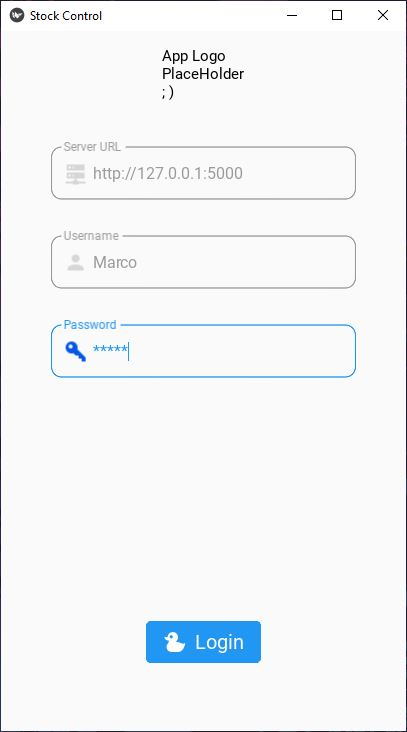 Stock Control
App Logo
PlaceHolder
; )
Server URL
http://127.0.0.1:5000
Username
Marco
Password
*****
Login